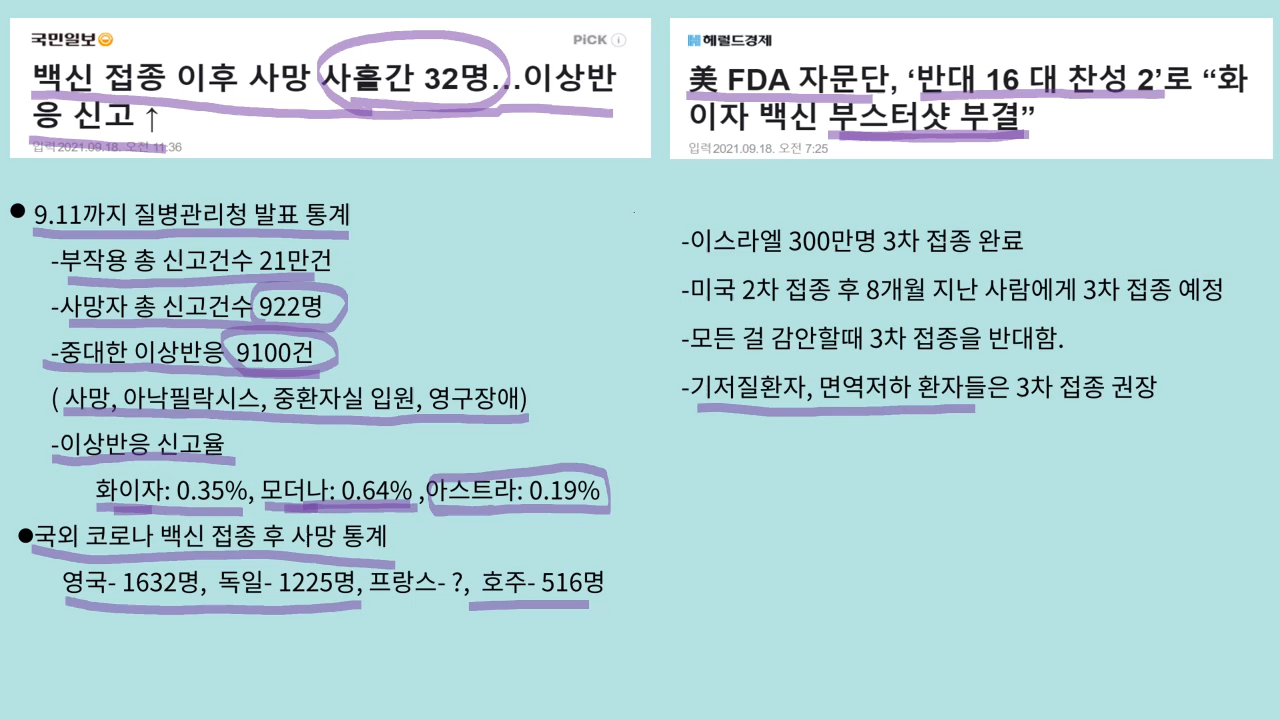 국민일보
PiCK
백신 접종 이후 사망 사흘간 32명…이상반
응 신고 ↑
입력 2021.09.18. 오전 11:36
● 9.11까지 질병관리청 발표 통계
-부작용 총 신고건수 21만건
-사망자 총 신고건수 922명
-중대한 이상반응 9100건
( 사망, 아낙필락시스, 중환자실 입원, 영구장애)
-이상반응 신고율
화이자: 0.35%, 모더나: 0.64% ,아스트라: 0.19%
●국외 코로나 백신 접종 후 사망 통계
영국- 1632명, 독일- 1225명, 프랑스- ?, 호주- 516명
헤럴드경제
美 FDA 자문단, ‘반대 16 대 찬성 2’로 “화
이자 백신 부스터샷 부결”
입력 2021.09.18. 오전 7:25
-이스라엘 300만명 3차 접종 완료
-미국 2차 접종 후 8개월 지난 사람에게 3차 접종 예정
-모든 걸 감안할때 3차 접종을 반대함.
-기저질환자, 면역저하 환자들은 3차 접종 권장